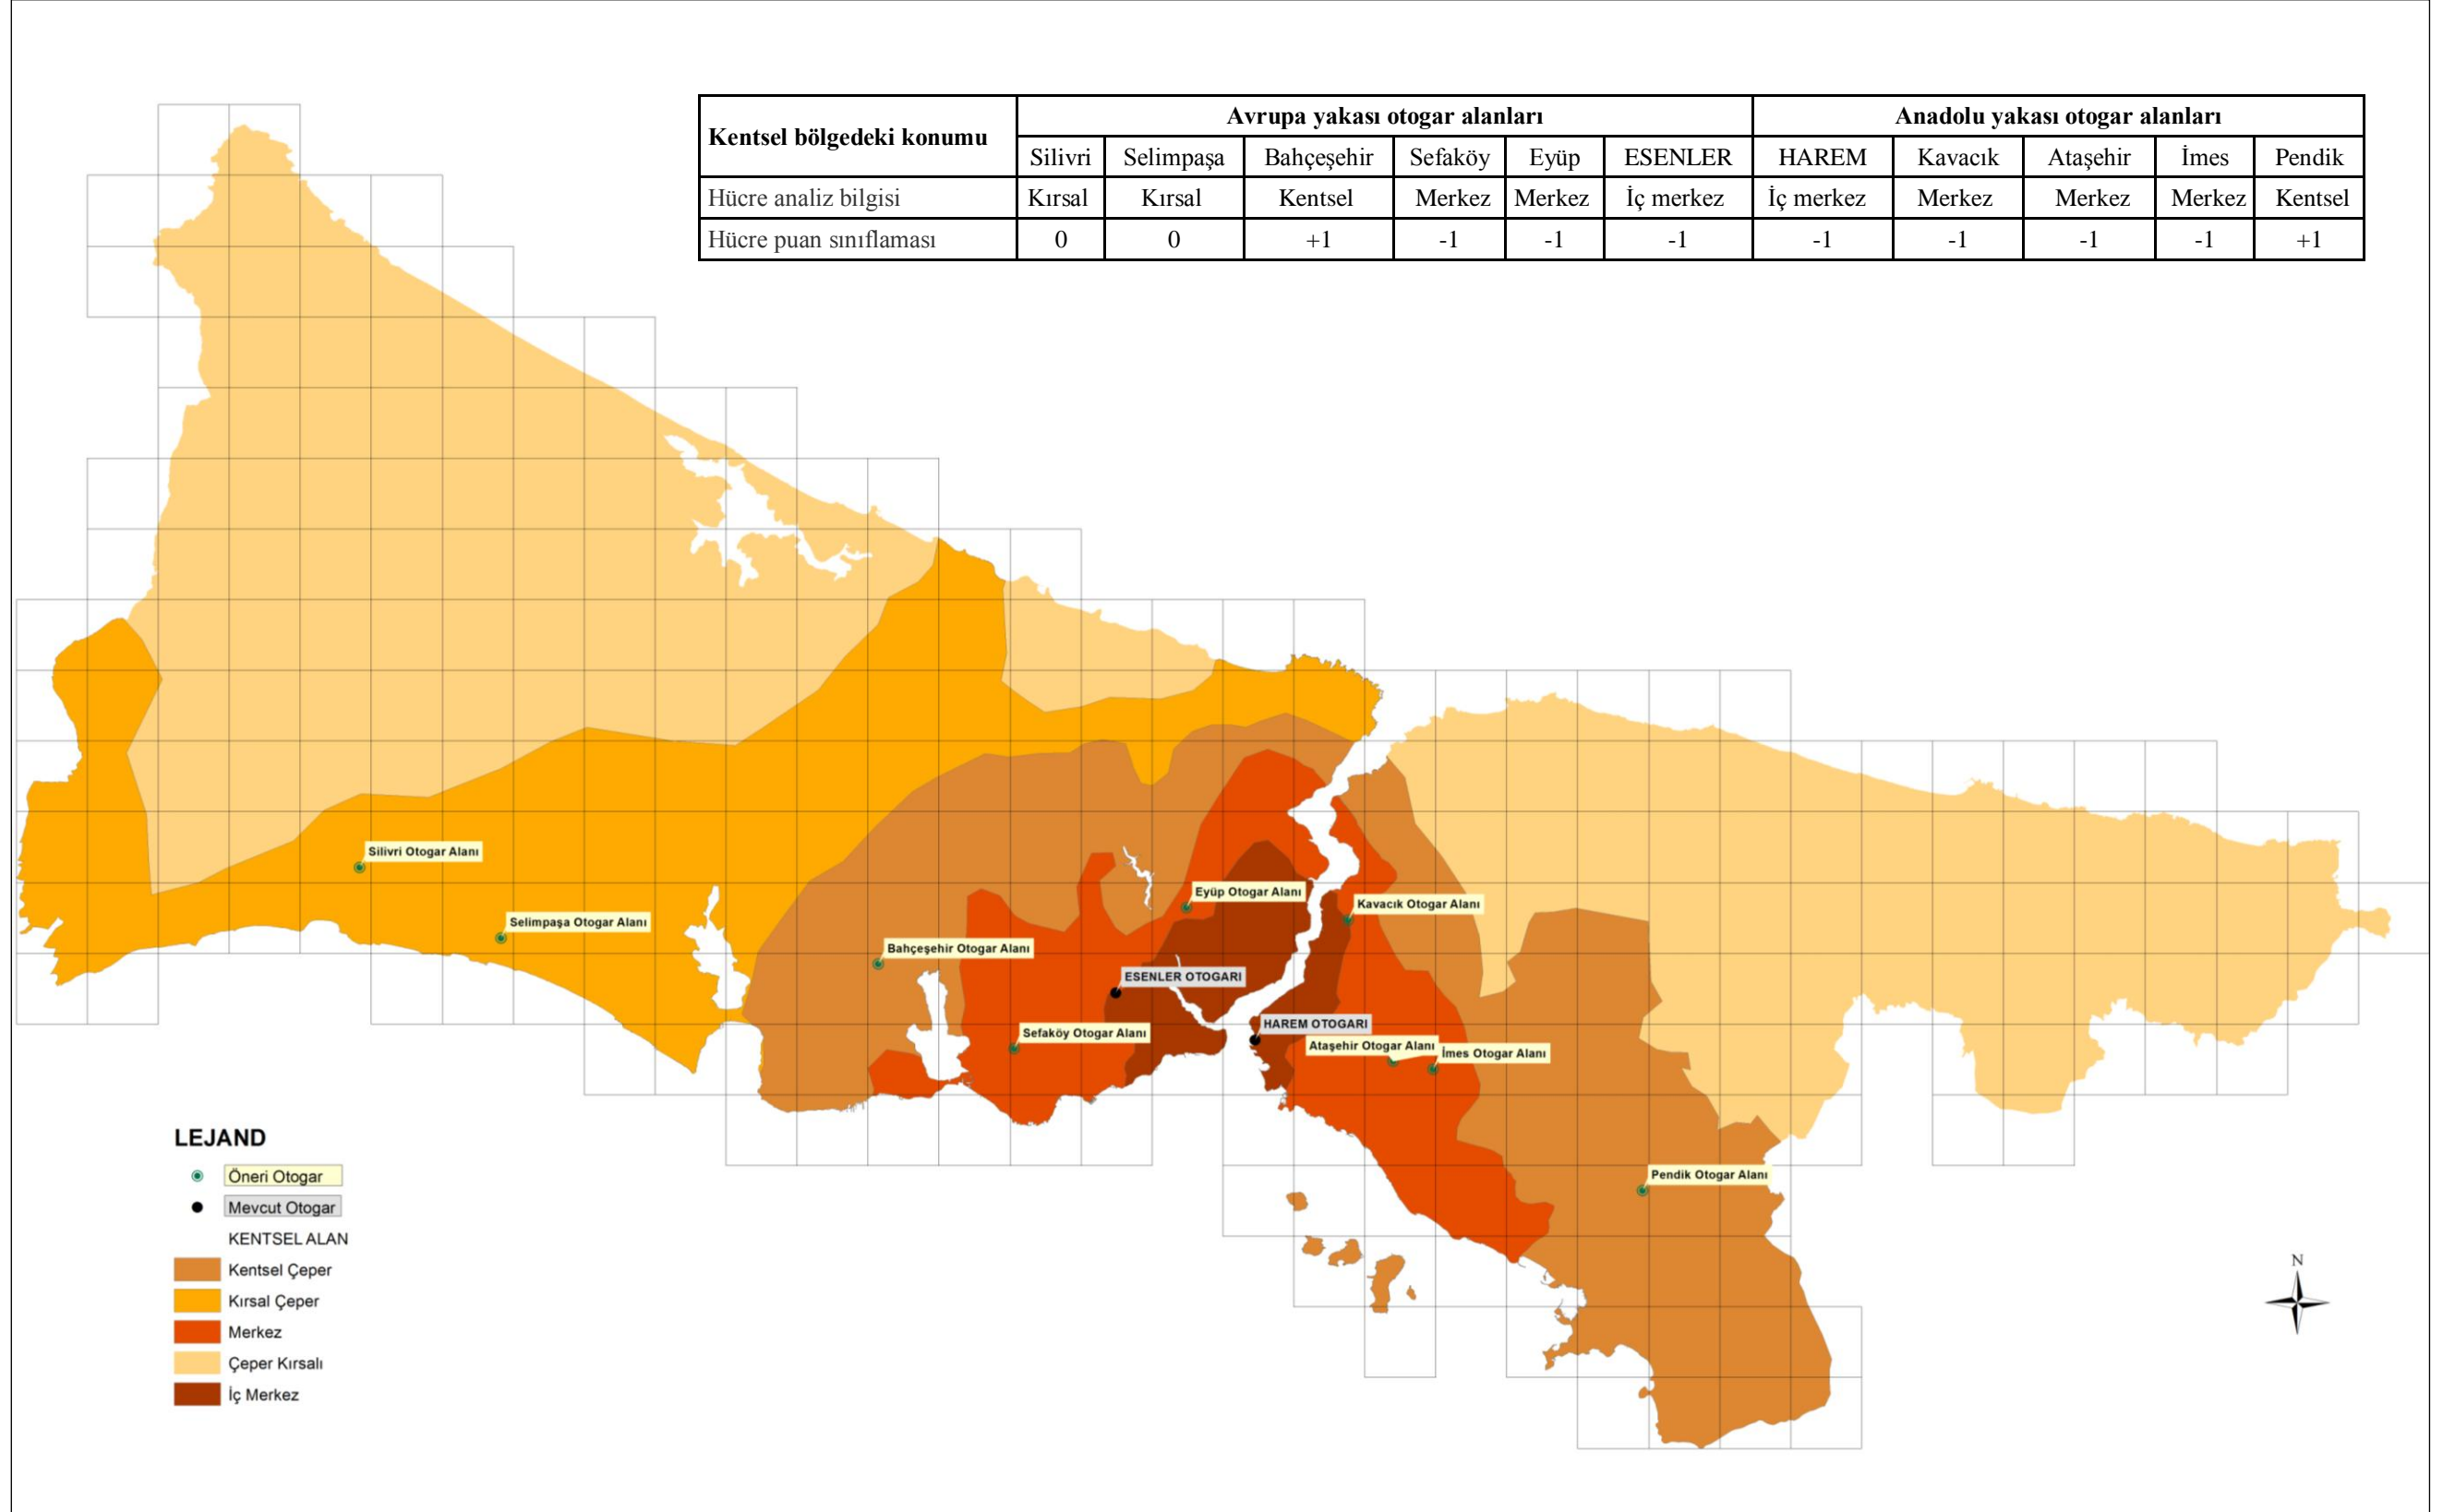 Kentsel bölgedeki konumu Avrupa yakası otogar alanları Anadolu yakası otogar alanları
Silivri Selimpaşa Bahçeşehir Sefaköy Eyüp ESENLER HAREM Kavacık Ataşehir İmes Pendik
Hücre analiz bilgisi Kırsal Kırsal Kentsel Merkez Merkez İç merkez İç merkez Merkez Merkez Merkez Kentsel
Hücre puan sınıflaması 0 0 +1 -1 -1 -1 -1 -1 -1 -1 +1
Silivri Otogar Alanı
Selimpaşa Otogar Alanı
Eyüp Otogar Alanı
Kavacık Otogar Alanı
Bahçeşehir Otogar Alanı
ESENLER OTOGARI
HAREM OTOGARI
Sefaköy Otogar Alanı
Ataşehir Otogar Alanı
İmes Otogar Alanı
Pendik Otogar Alanı
LEJAND
Öneri Otogar
Mevcut Otogar
KENTSEL ALAN
Kentsel Çeper
Kırsal Çeper
Merkez
Çeper Kırsalı
İç Merkez
N